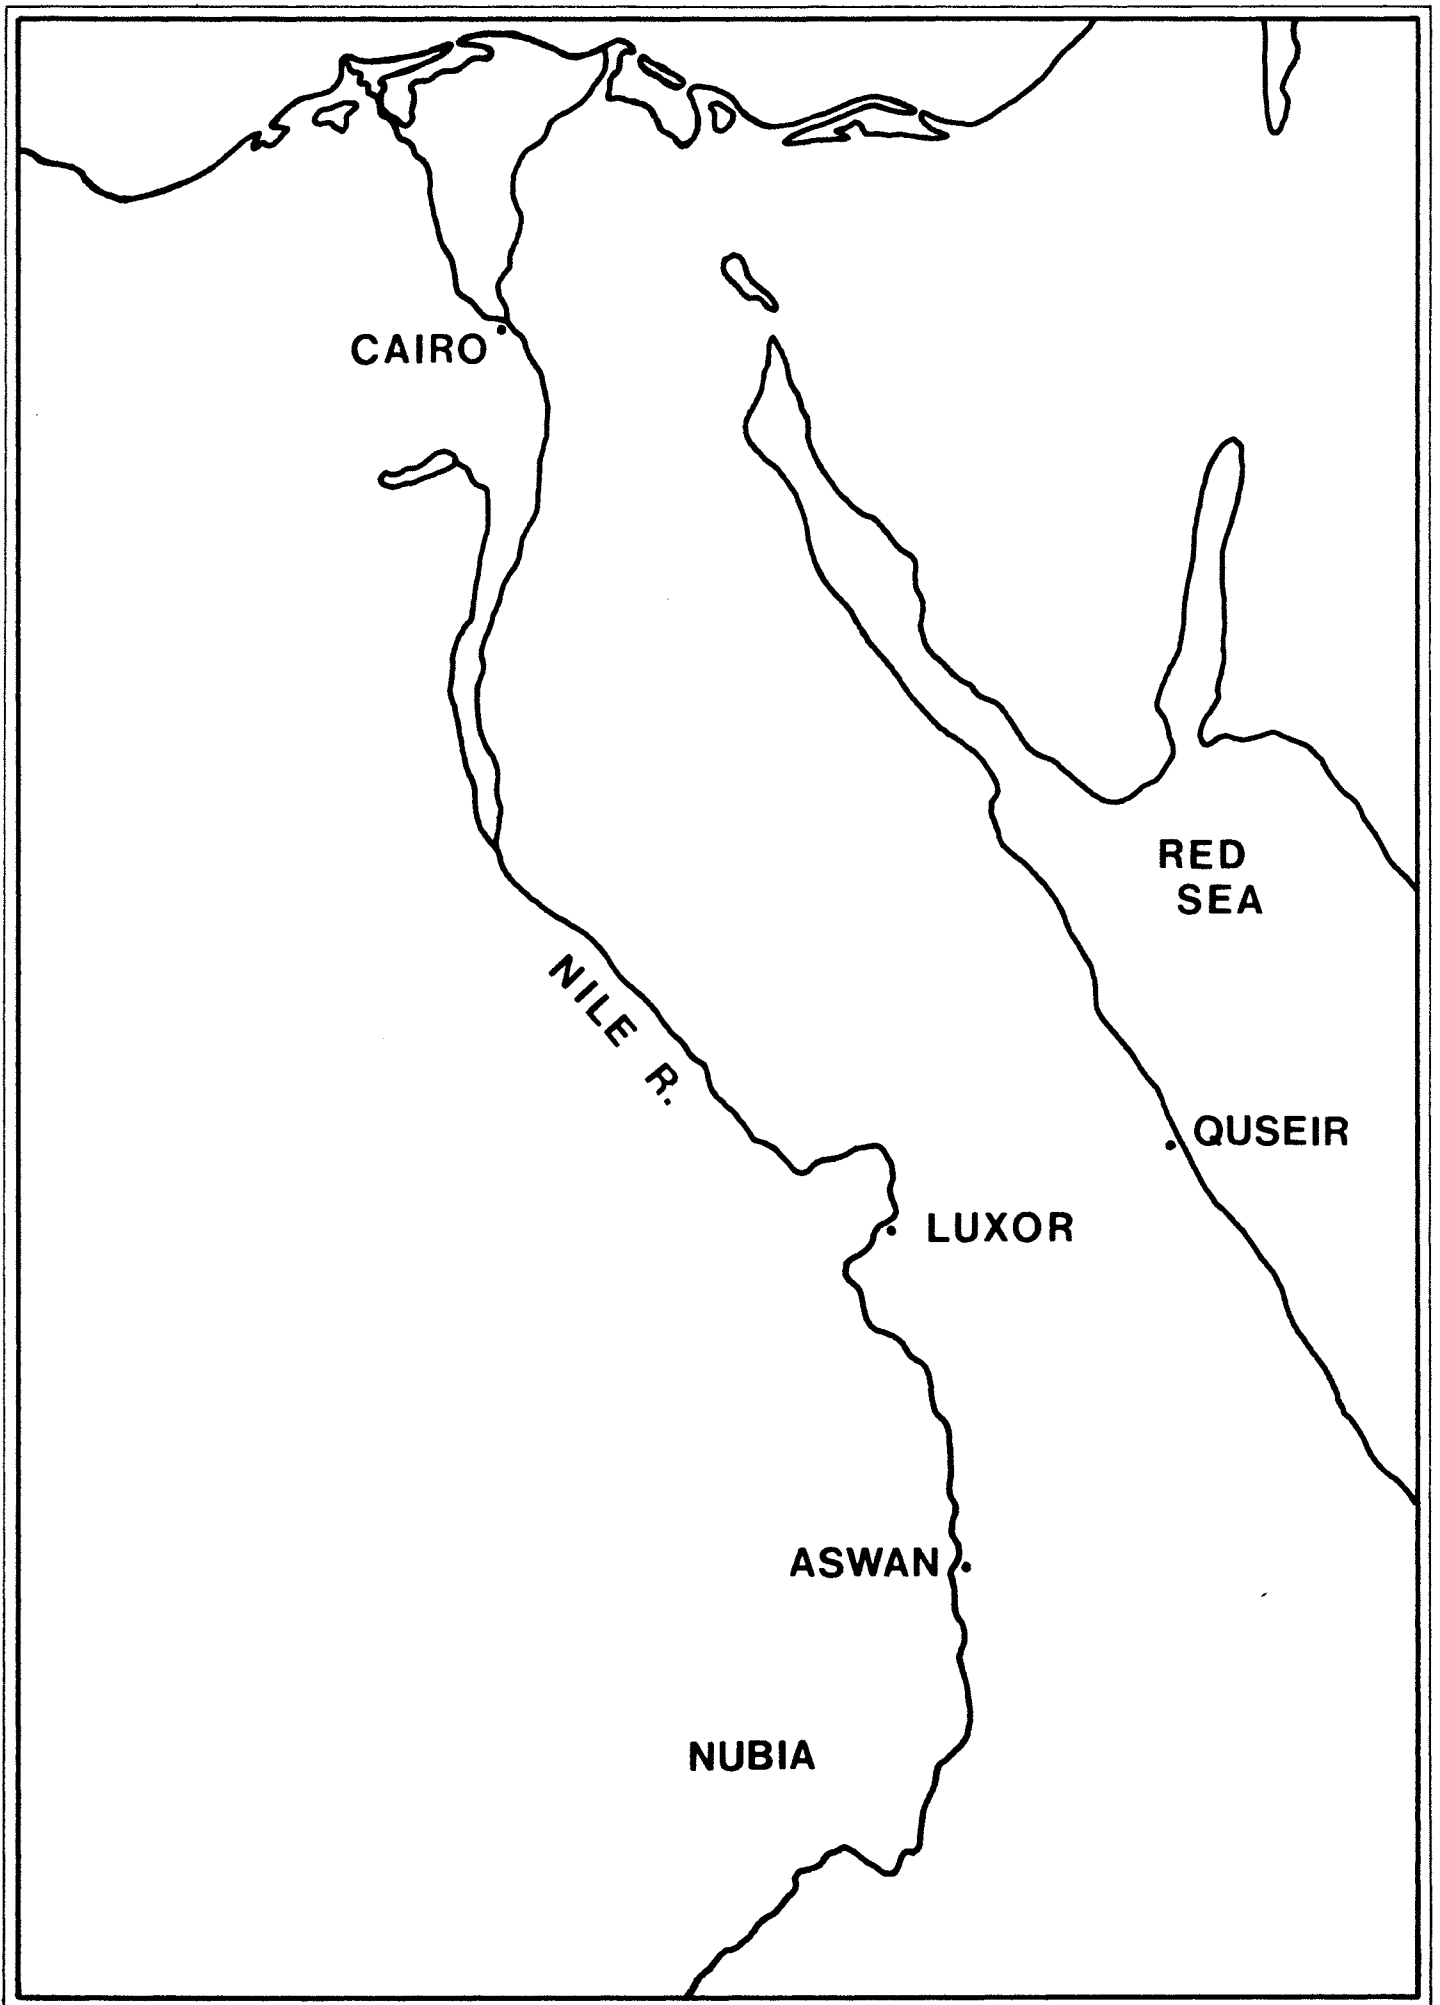 CAIRO
RED
SEA
NILE R.
QUSEIR
LUXOR
ASWAN
NUBIA